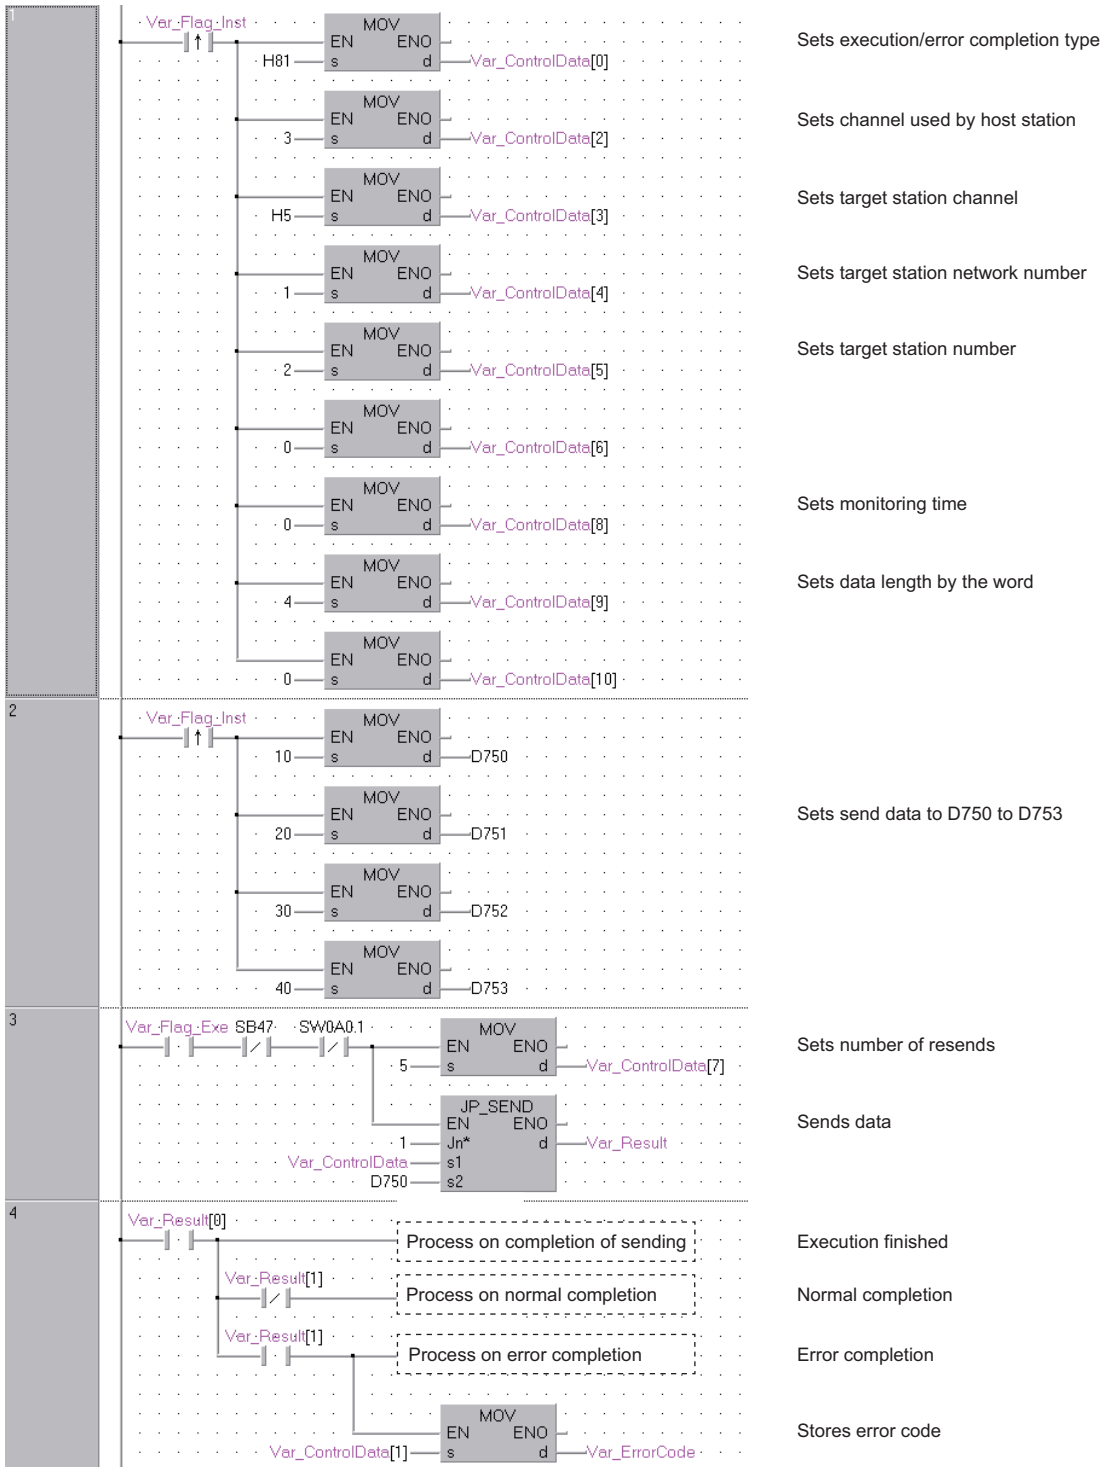 1
Var_Flag_Inst
MOV
EN ENO
H81 s d Var_ControlData[0]
Sets execution/error completion type
MOV
EN ENO
3 s d Var_ControlData[2]
Sets channel used by host station
MOV
EN ENO
H5 s d Var_ControlData[3]
Sets target station channel
MOV
EN ENO
1 s d Var_ControlData[4]
Sets target station network number
MOV
EN ENO
2 s d Var_ControlData[5]
Sets target station number
MOV
EN ENO
0 s d Var_ControlData[6]
MOV
EN ENO
0 s d Var_ControlData[8]
Sets monitoring time
MOV
EN ENO
4 s d Var_ControlData[9]
Sets data length by the word
MOV
EN ENO
0 s d Var_ControlData[10]
2
Var_Flag_Inst
MOV
EN ENO
10 s d D750
MOV
EN ENO
20 s d D751
Sets send data to D750 to D753
MOV
EN ENO
30 s d D752
MOV
EN ENO
40 s d D753
3
Var_Flag_Exe SB47 SW0A0.1
MOV
EN ENO
5 s d Var_ControlData[7]
Sets number of resends
JP_SEND
EN ENO
1 Jn* d Var_Result
Var_ControlData s1
D750 s2
Sends data
4
Var_Result[0]
Process on completion of sending
Execution finished
Var_Result[1]
Process on normal completion
Normal completion
Var_Result[1]
Process on error completion
Error completion
MOV
EN ENO
Var_ControlData[1] s d Var_ErrorCode
Stores error code